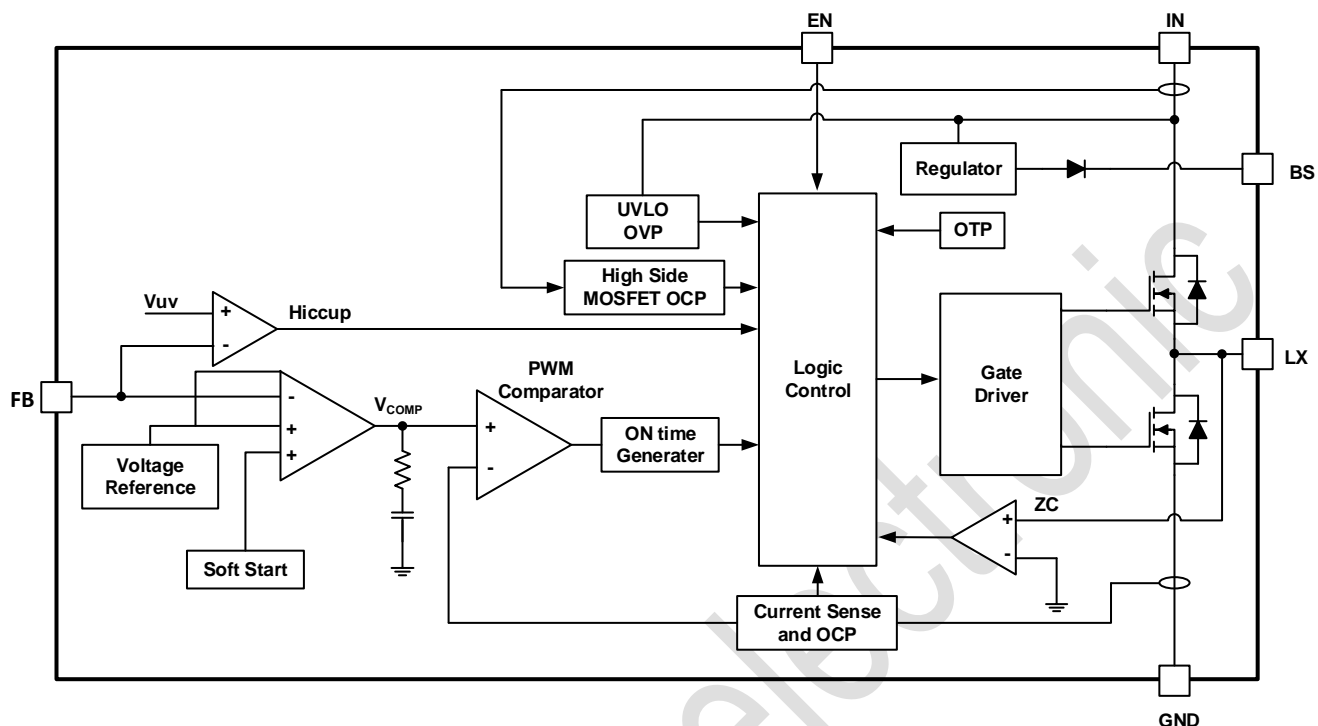 EN
IN
Regulator
BS
UVLO
OVP
OTP
High Side
MOSFET OCP
Vuv
+
-
Hiccup
LX
Logic
Control
Gate
Driver
PWM
Comparator
FB
-
+
+
VCOMP
+
-
ON time
Generater
Voltage
Reference
ZC
+
-
Soft Start
Current Sense
and OCP
GND
electronic